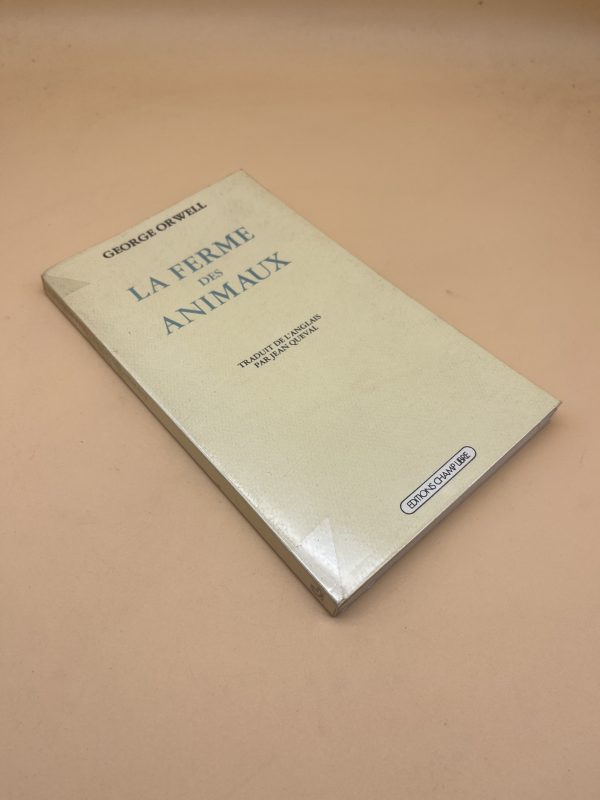 GEORGE ORWELL
LA FERME
DES
ANIMAUX
TRADUIT DE L'ANGLAIS
PAR JEAN QUEVAL
EDITIONS CHAMP LIBRE